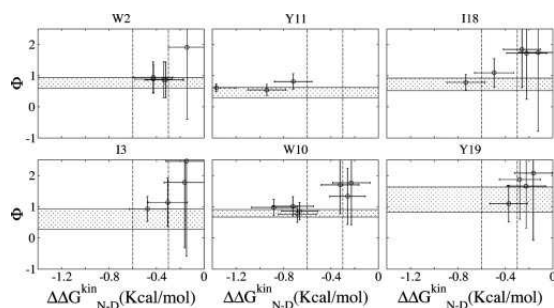 W2 Y11 I18
2
1
0
-1
Φ
I3 W10 Y19
2
1
0
-1
Φ
-1.2 -0.8 -0.4 0 -1.2 -0.8 -0.4 0 -1.2 -0.8 -0.4 0
ΔΔG^kin_N-D(Kcal/mol) ΔΔG^kin_N-D(Kcal/mol) ΔΔG^kin_N-D(Kcal/mol)